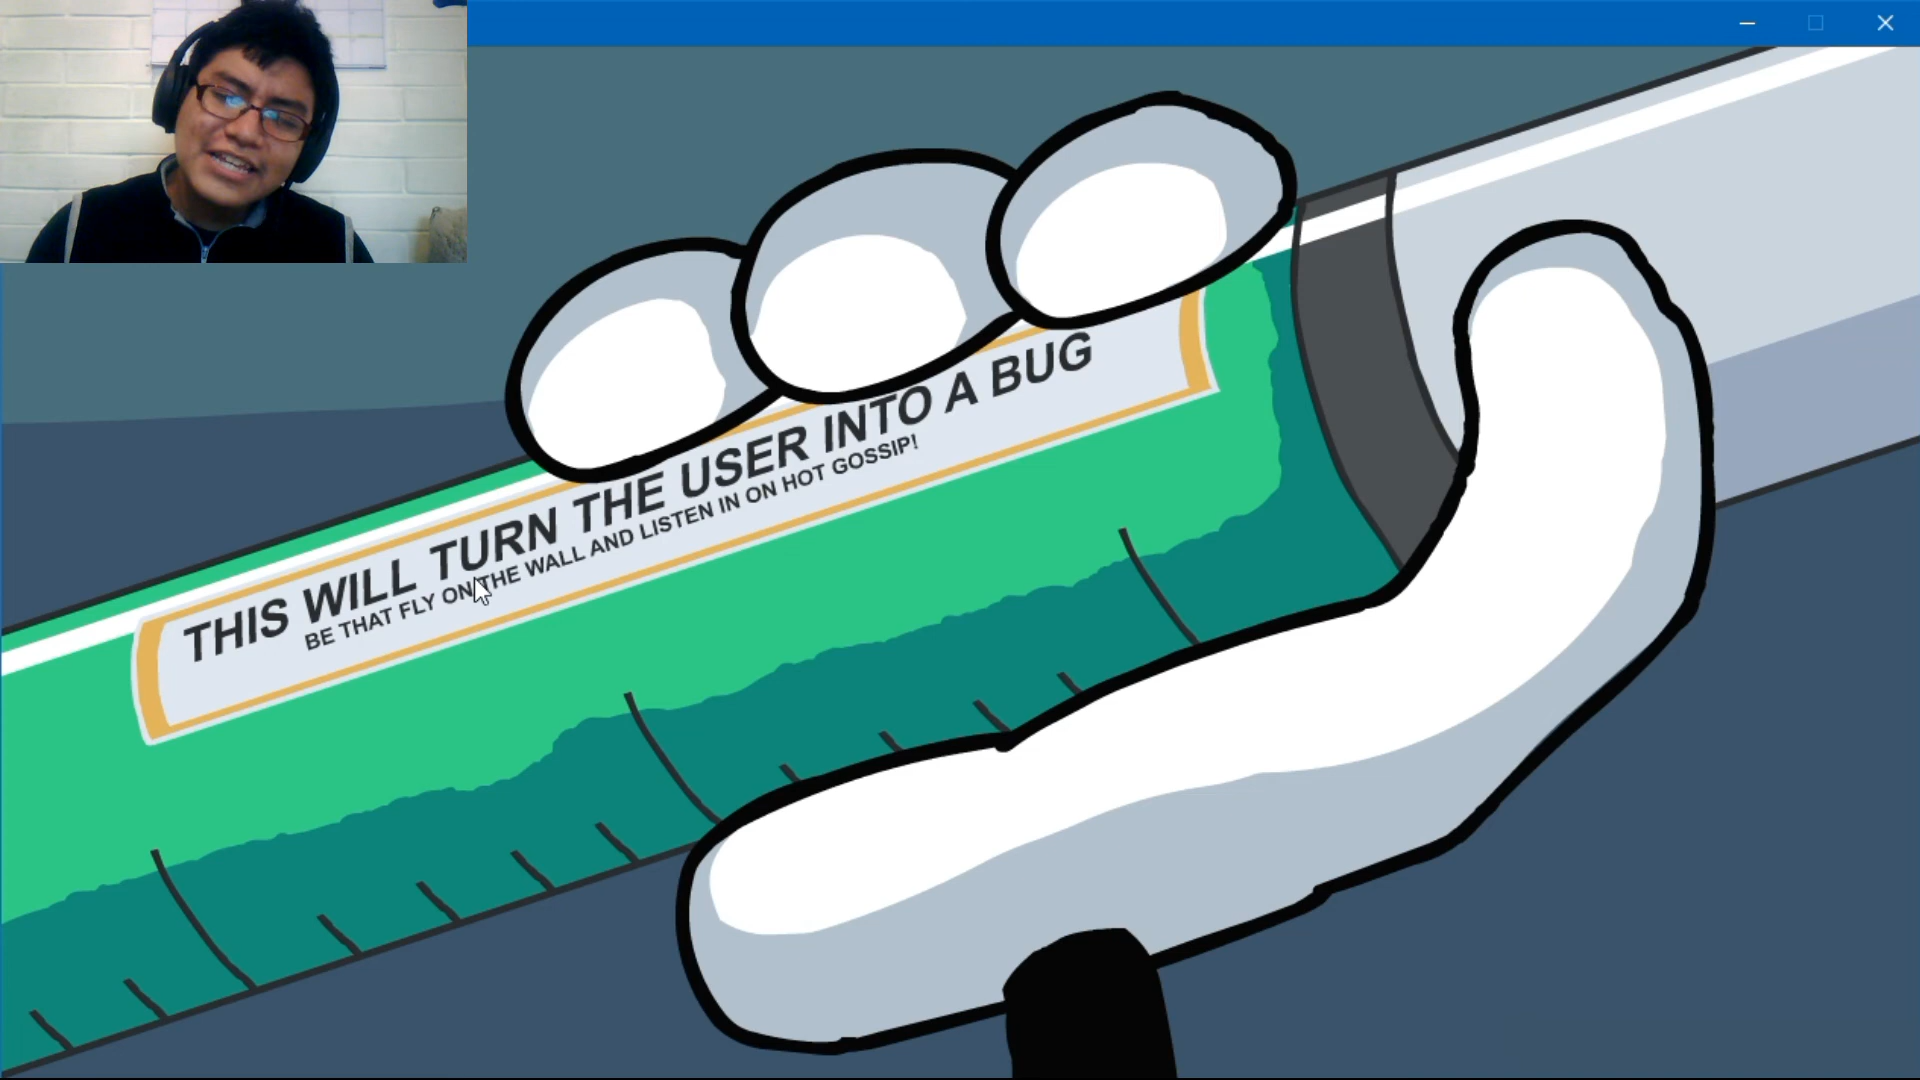 THIS WILL TURN THE USER INTO A BUG
BE THAT FLY ON THE WALL AND LISTEN IN ON HOT GOSSIP!